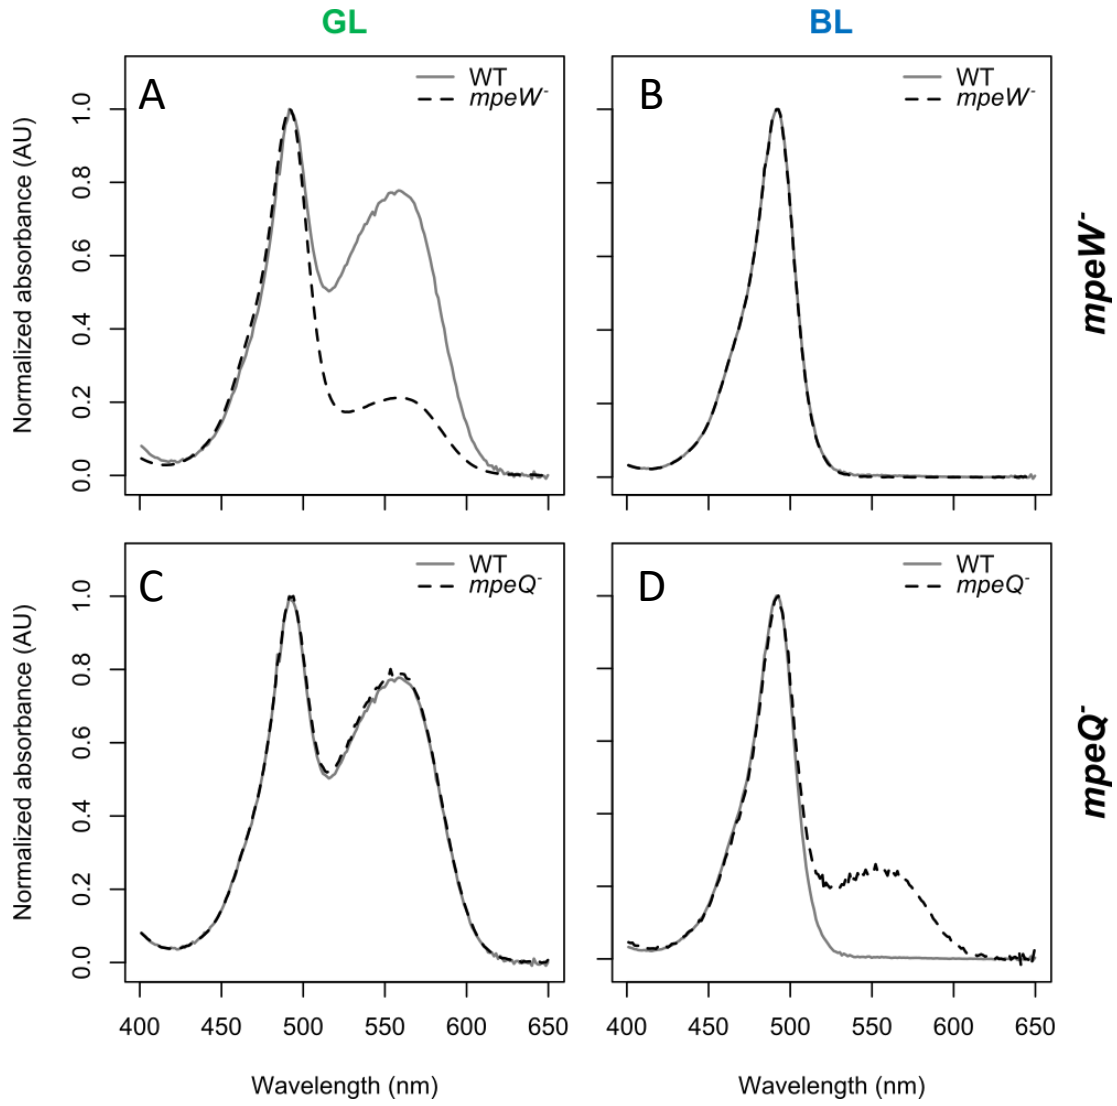 GL
BL
A
WT
mpeW-
B
WT
mpeW-
Normalized absorbance (AU)
1.0
0.8
0.6
0.4
0.2
0.0
mpeW-
C
WT
mpeQ-
D
WT
mpeQ-
Normalized absorbance (AU)
1.0
0.8
0.6
0.4
0.2
0.0
mpeQ-
400 450 500 550 600 650
400 450 500 550 600 650
Wavelength (nm)
Wavelength (nm)